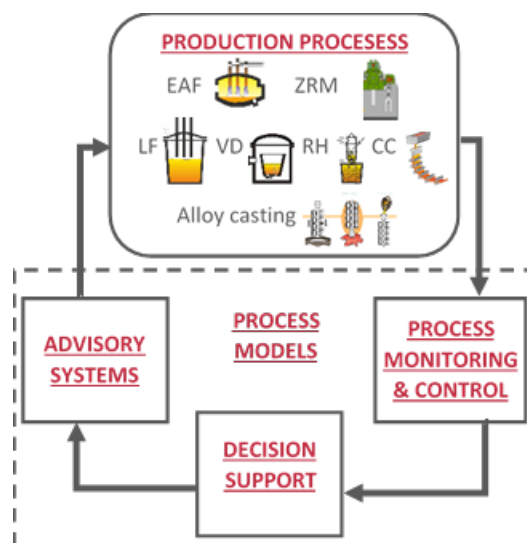 PRODUCTION PROCESESS
EAF ZRM
LF VD RH CC
Alloy casting
ADVISORY
SYSTEMS
PROCESS
MODELS
PROCESS
MONITORING
& CONTROL
DECISION
SUPPORT